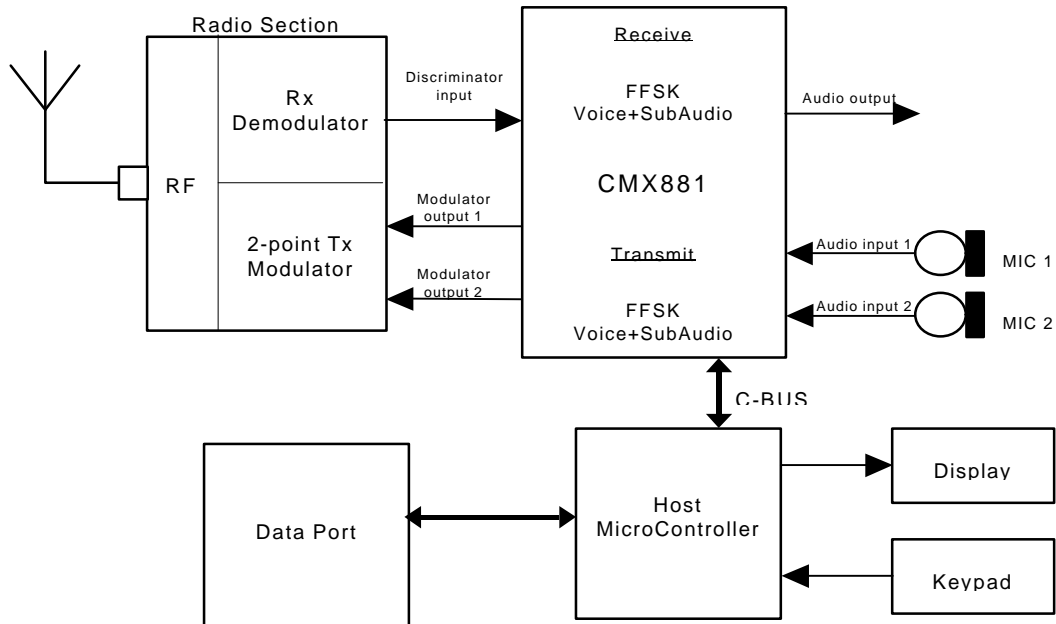 Radio Section
RF
Rx
Demodulator
2-point Tx
Modulator
Discriminator
input
Modulator
output 1
Modulator
output 2
Receive
FFSK
Voice+SubAudio
CMX881
Transmit
FFSK
Voice+SubAudio
Audio output
Audio input 1
MIC 1
Audio input 2
MIC 2
C-BUS
Data Port
Host
MicroController
Display
Keypad